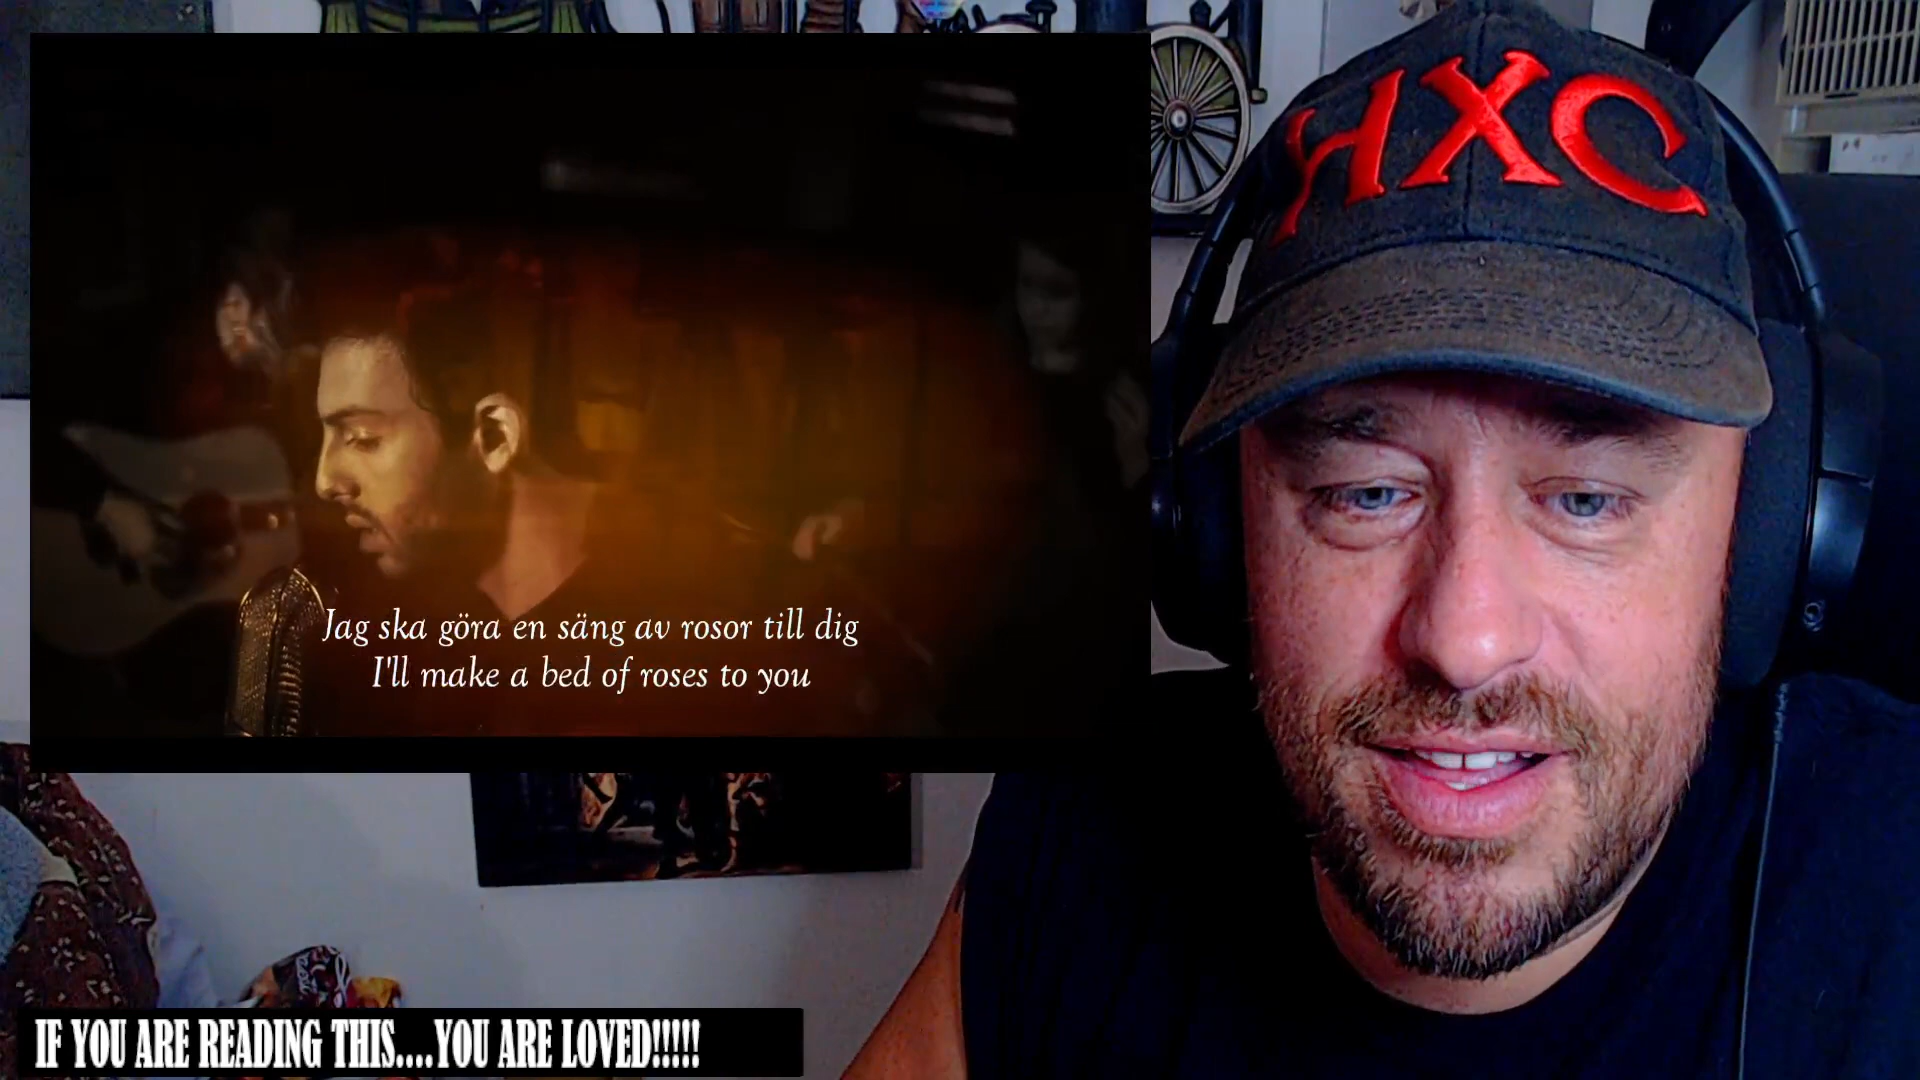 HXC
Jag ska göra en säng av rosor till dig
I'll make a bed of roses to you
IF YOU ARE READING THIS....YOU ARE LOVED!!!!!